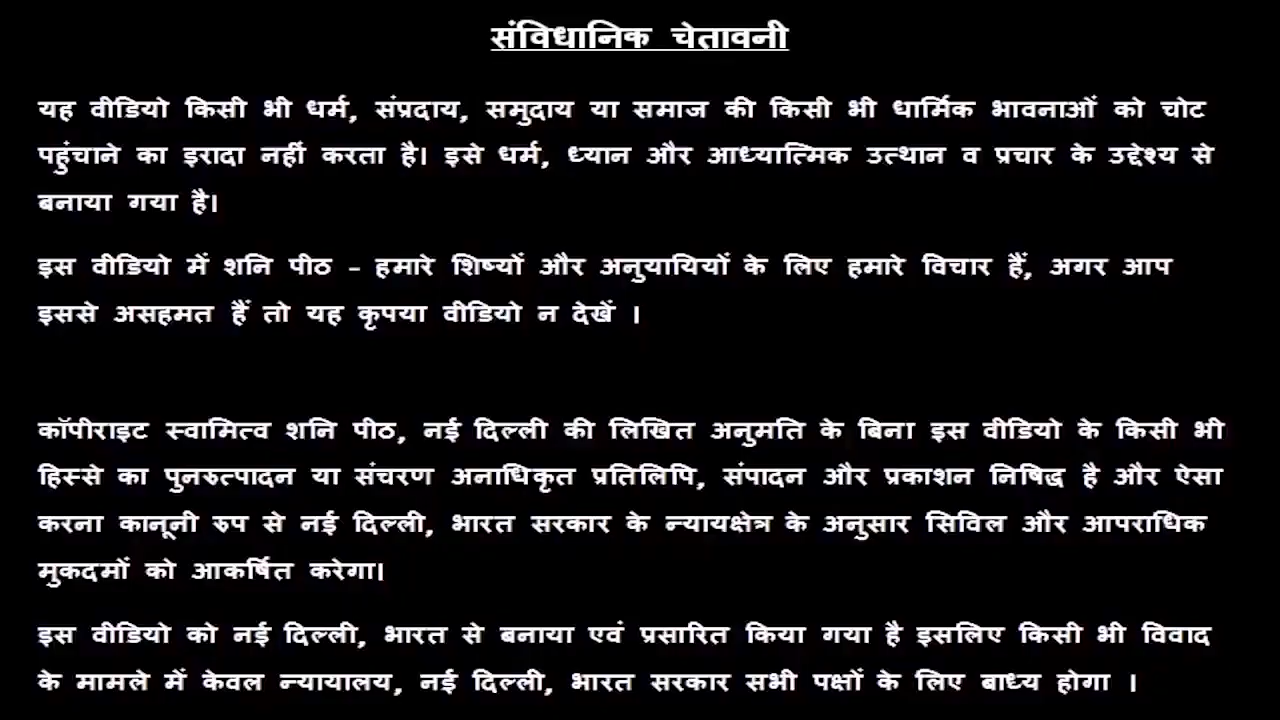 संविधानिक चेतावनी
यह वीडियो किसी भी धर्म, संप्रदाय, समुदाय या समाज की किसी भी धार्मिक भावनाओं को चोट
पहुंचाने का इरादा नहीं करता है। इसे धर्म, ध्यान और आध्यात्मिक उत्थान व प्रचार के उद्देश्य से
बनाया गया है।
इस वीडियो में शनि पीठ - हमारे शिष्यों और अनुयायियों के लिए हमारे विचार हैं, अगर आप
इससे असहमत हैं तो यह कृपया वीडियो न देखें ।
कॉपीराइट स्वामित्व शनि पीठ, नई दिल्ली की लिखित अनुमति के बिना इस वीडियो के किसी भी
हिस्से का पुनरुत्पादन या संचरण अनाधिकृत प्रतिलिपि, संपादन और प्रकाशन निषिद्ध है और ऐसा
करना कानूनी रुप से नई दिल्ली, भारत सरकार के न्यायक्षेत्र के अनुसार सिविल और आपराधिक
मुकदमों को आकर्षित करेगा।
इस वीडियो को नई दिल्ली, भारत से बनाया एवं प्रसारित किया गया है इसलिए किसी भी विवाद
के मामले में केवल न्यायालय, नई दिल्ली, भारत सरकार सभी पक्षों के लिए बाध्य होगा ।